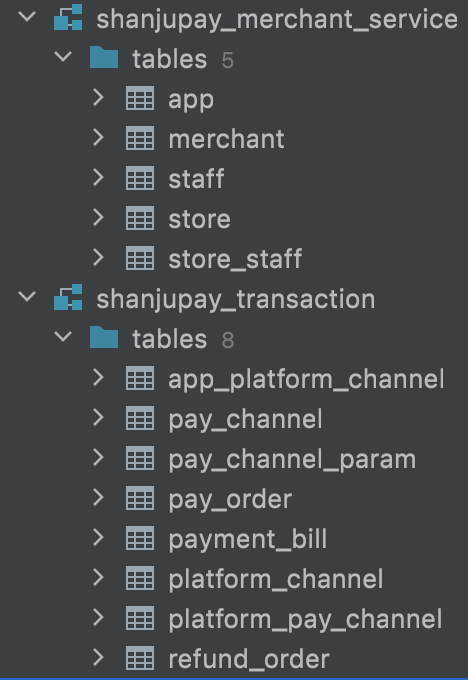 shanjupay_merchant_service
tables 5
app
merchant
staff
store
store_staff
shanjupay_transaction
tables 8
app_platform_channel
pay_channel
pay_channel_param
pay_order
payment_bill
platform_channel
platform_pay_channel
refund_order